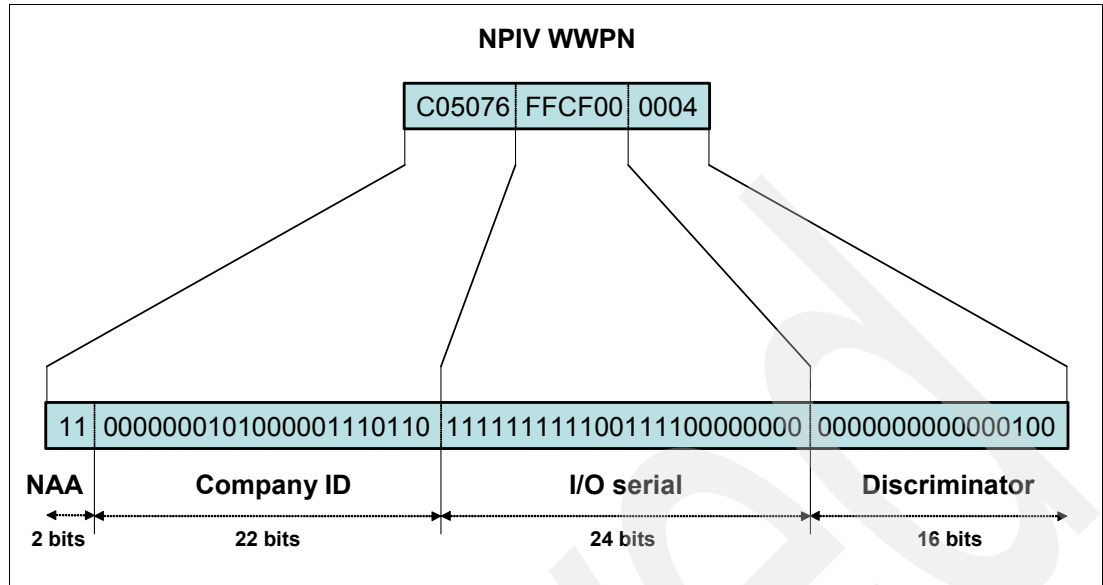 NPIV WWPN
C05076 FFCF00 0004
11 0000000101000001110110 111111111100111100000000 0000000000000100
NAA Company ID I/O serial Discriminator
2 bits 22 bits 24 bits 16 bits